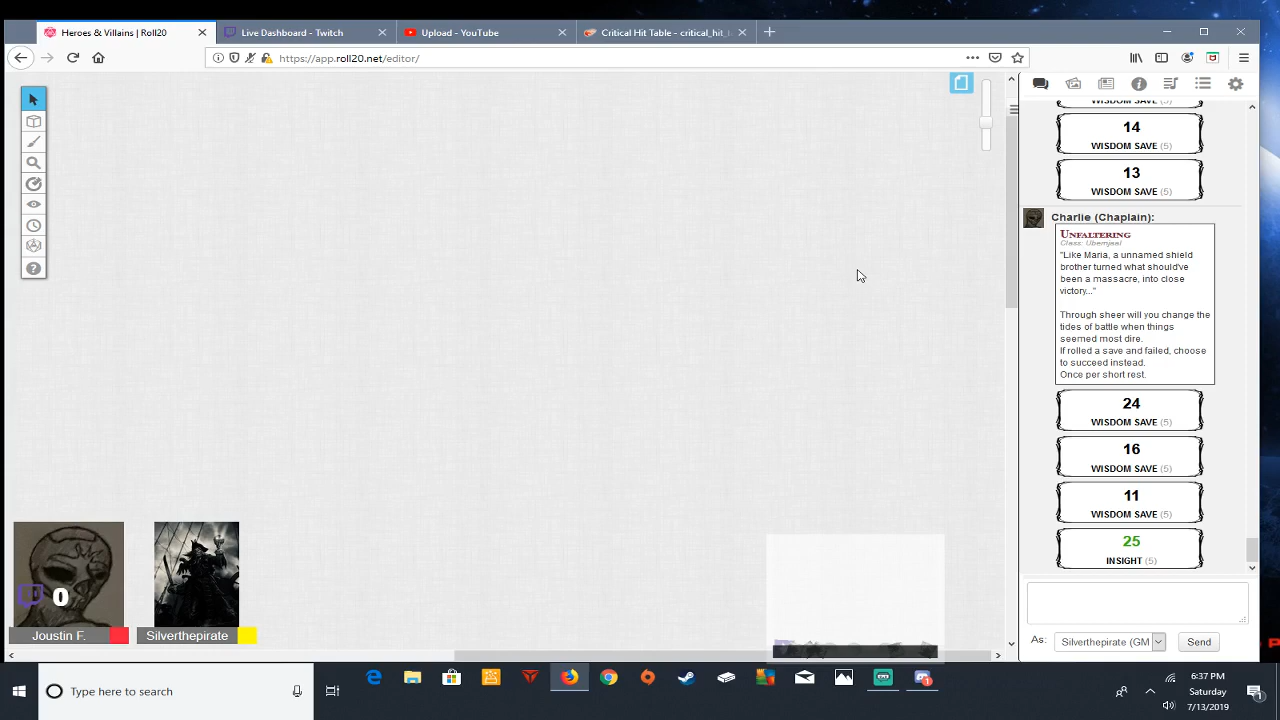 Heroes & Villains | Roll20
Live Dashboard - Twitch
Upload - YouTube
Critical Hit Table - critical_hit_
https://app.roll20.net/editor/
WISDOM SAVE (5)
14
WISDOM SAVE (5)
13
WISDOM SAVE (5)
Charlie (Chaplain):
UNFALTERING
Class: Ubemjaal
"Like Maria, a unnamed shield
brother turned what should've
been a massacre, into close
victory..."
Through sheer will you change the
tides of battle when things
seemed most dire.
If rolled a save and failed, choose
to succeed instead.
Once per short rest.
24
WISDOM SAVE (5)
16
WISDOM SAVE (5)
11
WISDOM SAVE (5)
25
INSIGHT (5)
0
Joustin F.
Silverthepirate
As:
Silverthepirate (GM
Send
Type here to search
6:37 PM
Saturday
7/13/2019